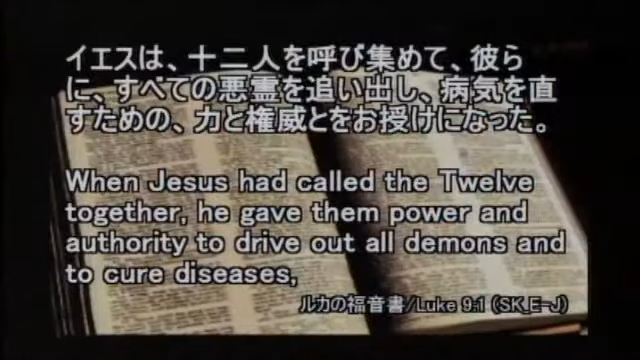 イエスは、十二人を呼び集めて、彼ら
に、すべての悪霊を追い出し、病気を直
すための、力と権威とをお授けになった。
When Jesus had called the Twelve
together, he gave them power and
authority to drive out all demons and
to cure diseases,
ルカの福音書/Luke 9:1 (SK_E-J)